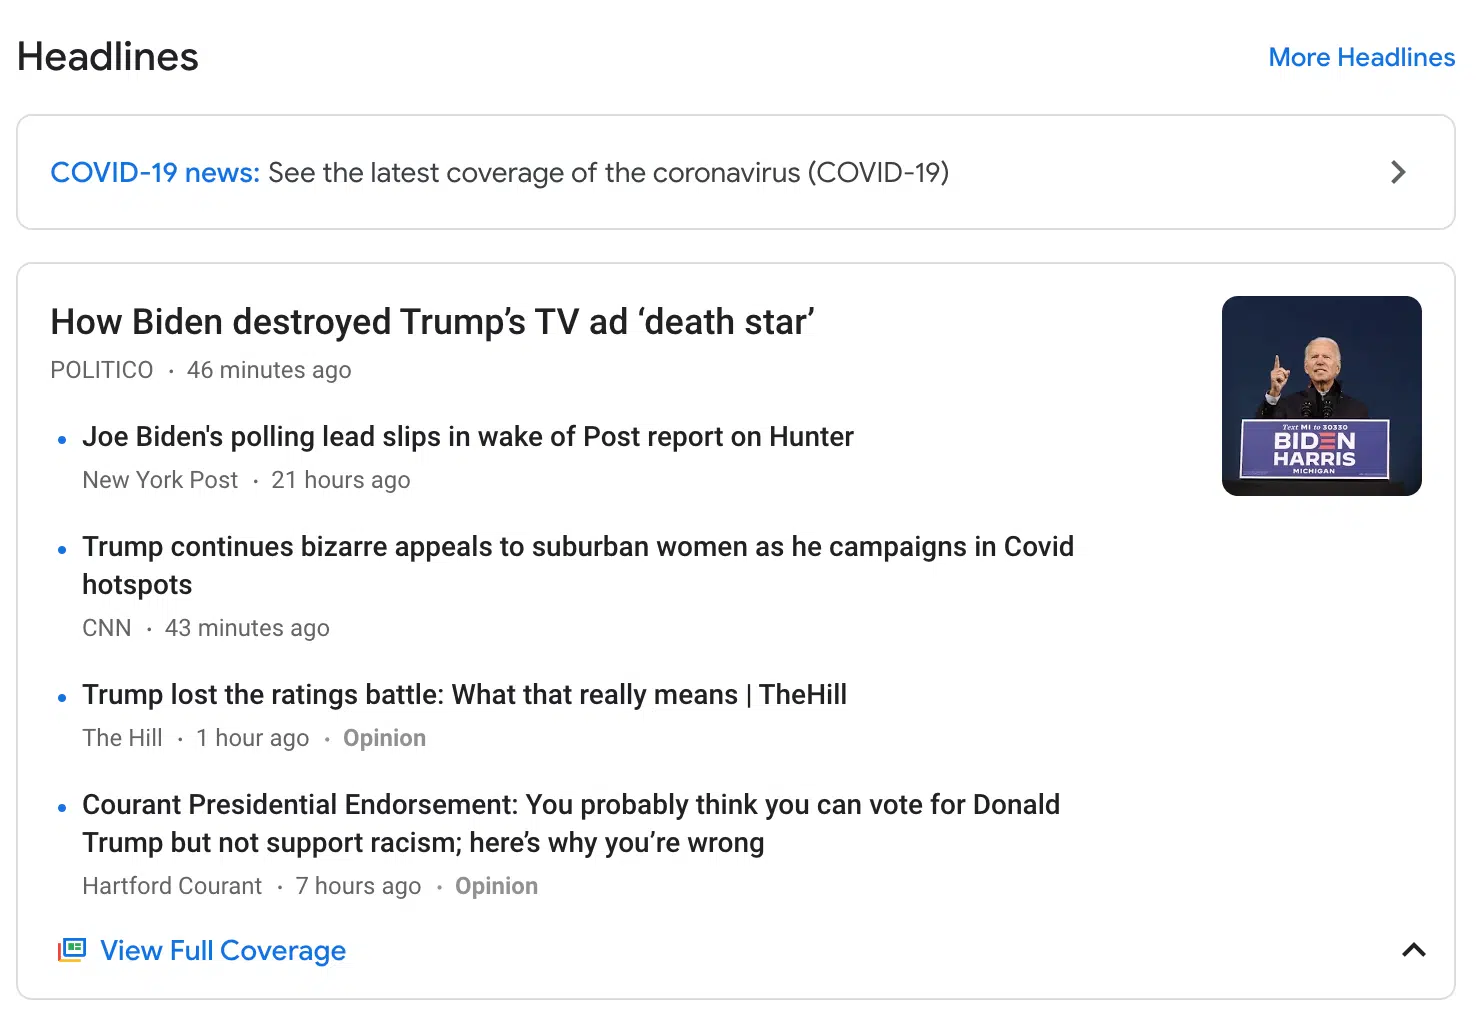 Headlines
More Headlines
COVID-19 news: See the latest coverage of the coronavirus (COVID-19)
How Biden destroyed Trump’s TV ad ‘death star’
POLITICO · 46 minutes ago
Text MI to 30330
BIDEN
HARRIS
MICHIGAN
• Joe Biden's polling lead slips in wake of Post report on Hunter
New York Post · 21 hours ago
• Trump continues bizarre appeals to suburban women as he campaigns in Covid
hotspots
CNN · 43 minutes ago
• Trump lost the ratings battle: What that really means | TheHill
The Hill · 1 hour ago · Opinion
• Courant Presidential Endorsement: You probably think you can vote for Donald
Trump but not support racism; here’s why you’re wrong
Hartford Courant · 7 hours ago · Opinion
View Full Coverage